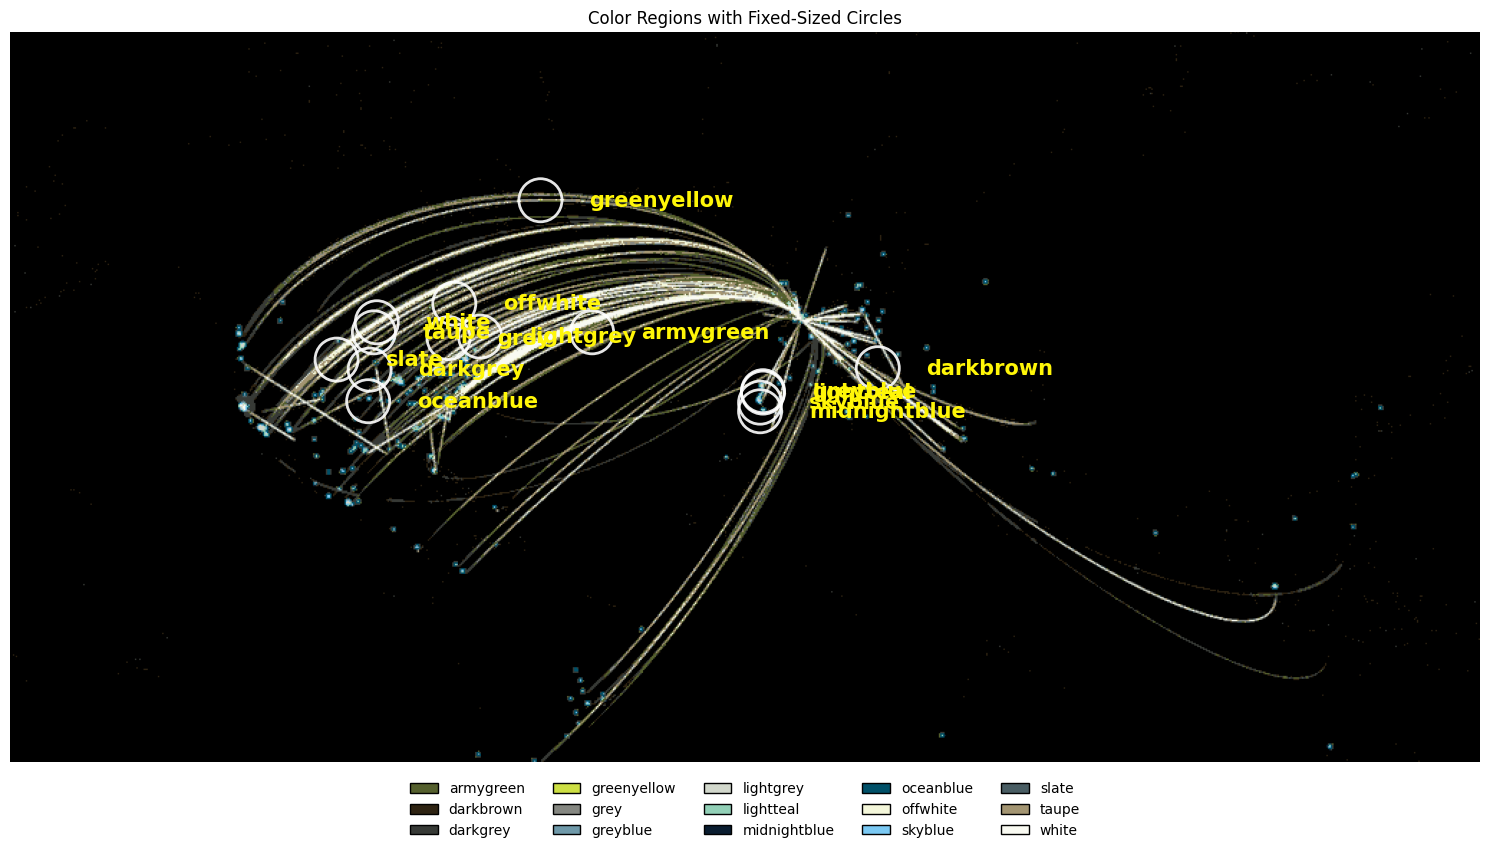 Color Regions with Fixed-Sized Circles
greenyellow
offwhite
white
taupe
grey
lightgrey
armygreen
slate
darkgrey
darkbrown
oceanblue
skyblue
midnightblue
armygreen
greenyellow
lightgrey
oceanblue
slate
darkbrown
grey
lightteal
offwhite
taupe
darkgrey
greyblue
midnightblue
skyblue
white